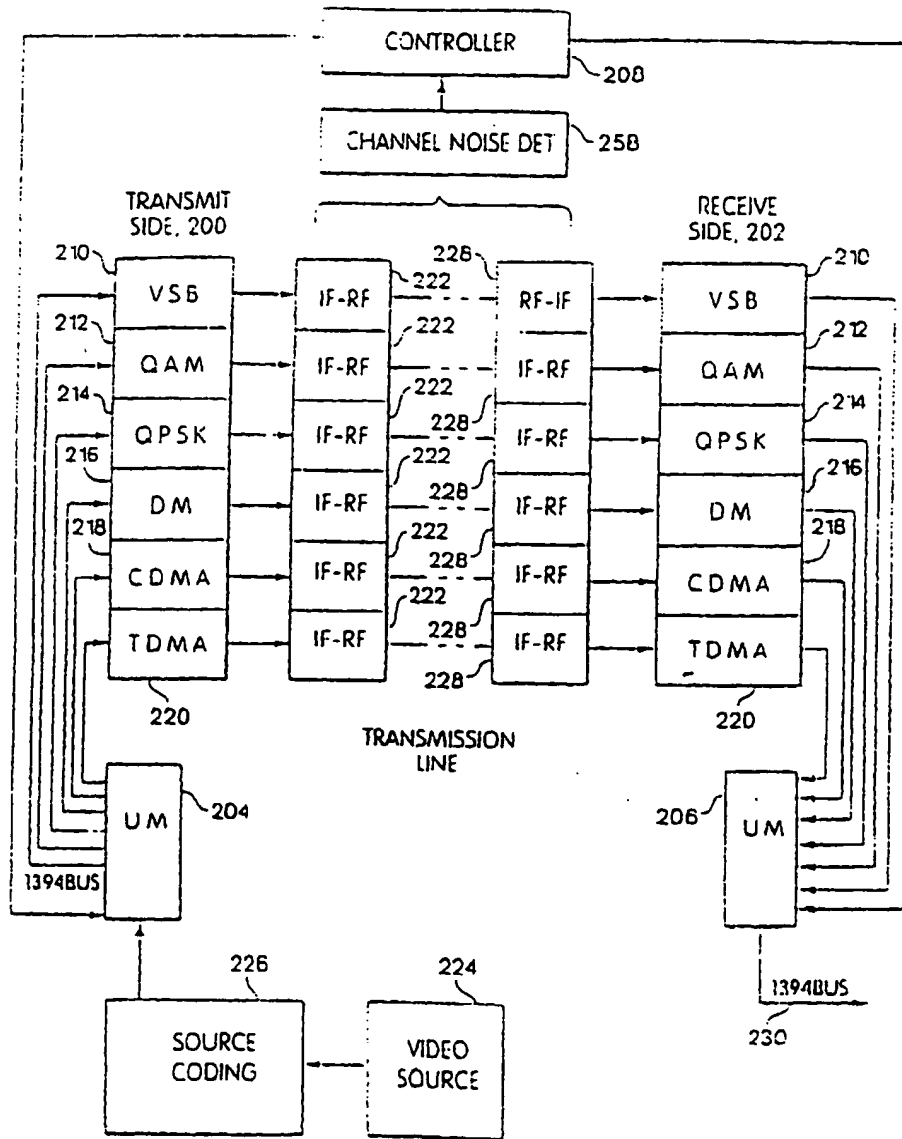 CONTROLLER
208
CHANNEL NOISE DET
258
TRANSMIT
SIDE, 200
RECEIVE
SIDE, 202
210
VSB
IF-RF
222
228
RF-IF
VSB
210
212
QAM
IF-RF
222
IF-RF
228
QAM
212
214
QPSK
IF-RF
222
IF-RF
228
QPSK
214
216
DM
IF-RF
222
IF-RF
228
DM
216
218
CDMA
IF-RF
222
IF-RF
228
CDMA
218
TDMA
IF-RF
222
IF-RF
228
TDMA
220
220
TRANSMISSION
LINE
UM
204
206
UM
1394BUS
226
224
1394BUS
230
SOURCE
CODING
VIDEO
SOURCE